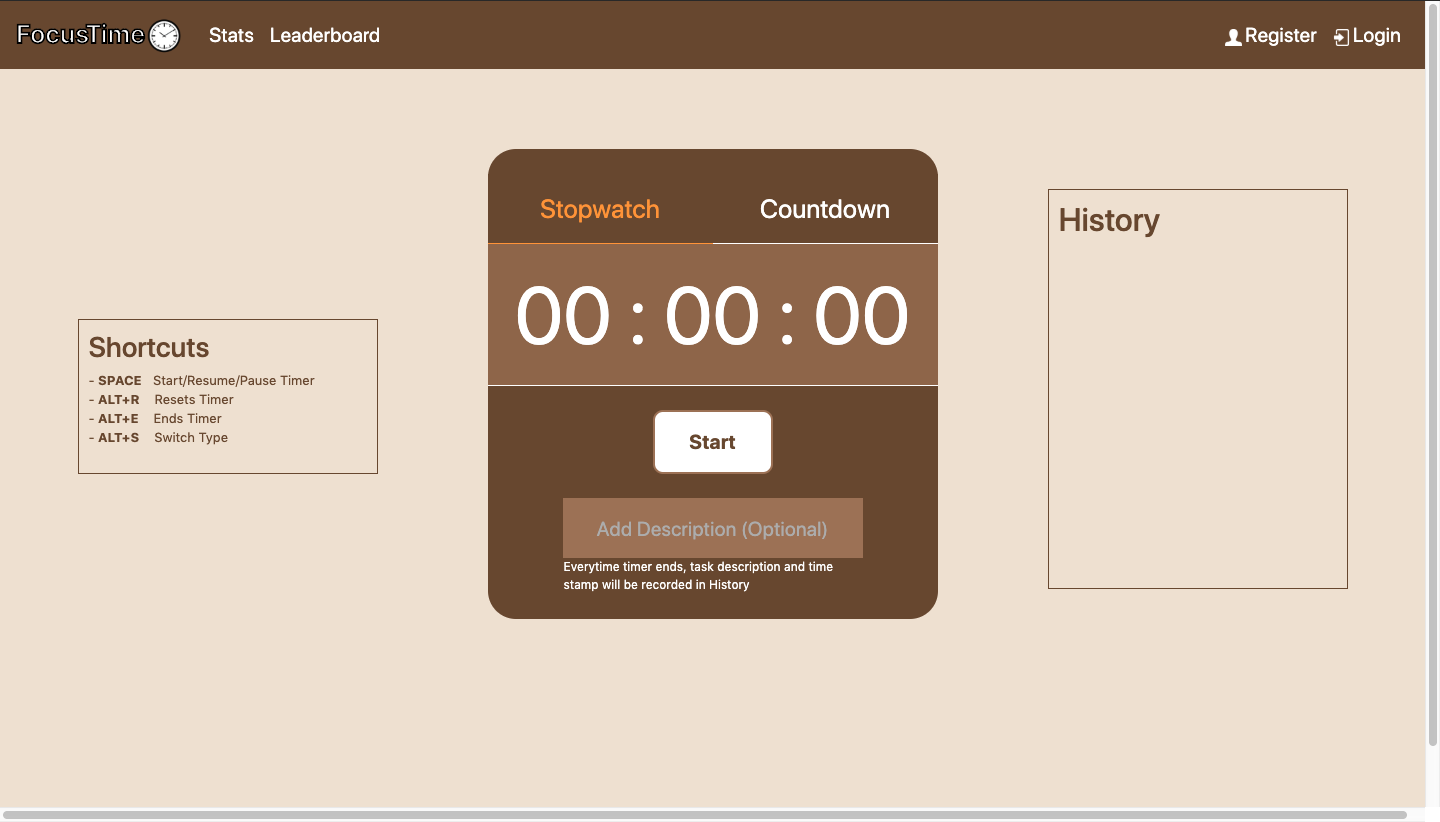 FocusTime Stats Leaderboard Register Login
Shortcuts
- SPACE Start/Resume/Pause Timer
- ALT+R Resets Timer
- ALT+E Ends Timer
- ALT+S Switch Type
Stopwatch Countdown
00 : 00 : 00
Start
Add Description (Optional)
Everytime timer ends, task description and time
stamp will be recorded in History
History